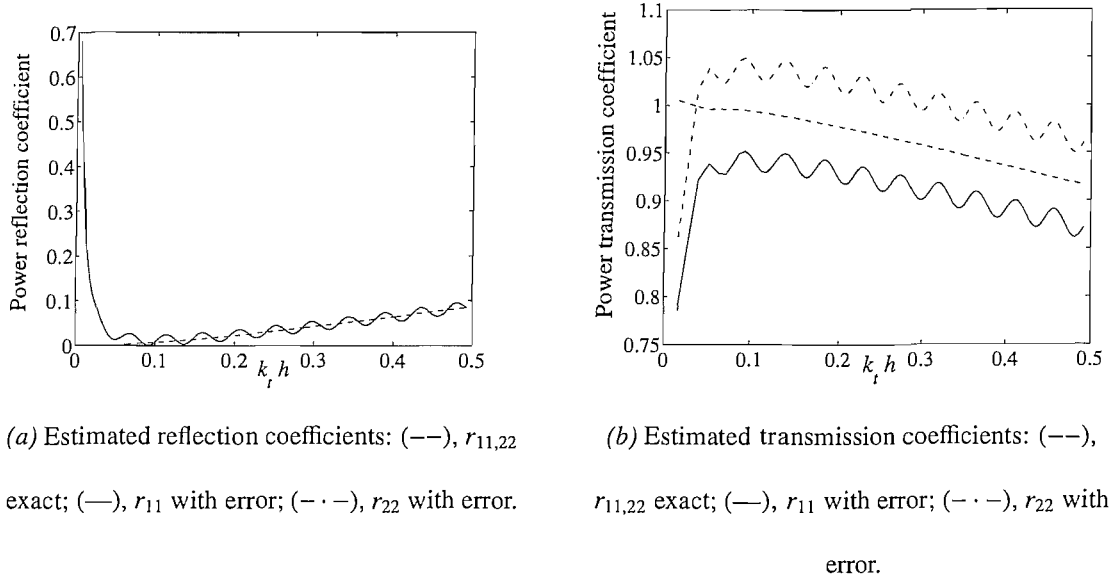 Power reflection coefficient
0.7
0.6
0.5
0.4
0.3
0.2
0.1
0
0 0.1 0.2 0.3 0.4 0.5
k_t h
Power transmission coefficient
1.1
1.05
1
0.95
0.9
0.85
0.8
0.75
0 0.1 0.2 0.3 0.4 0.5
k_t h
(a) Estimated reflection coefficients: (−−), r₁₁,₂₂
exact; (—), r₁₁ with error; (− · −), r₂₂ with error.
(b) Estimated transmission coefficients: (−−),
r₁₁,₂₂ exact; (—), r₁₁ with error; (− · −), r₂₂ with
error.